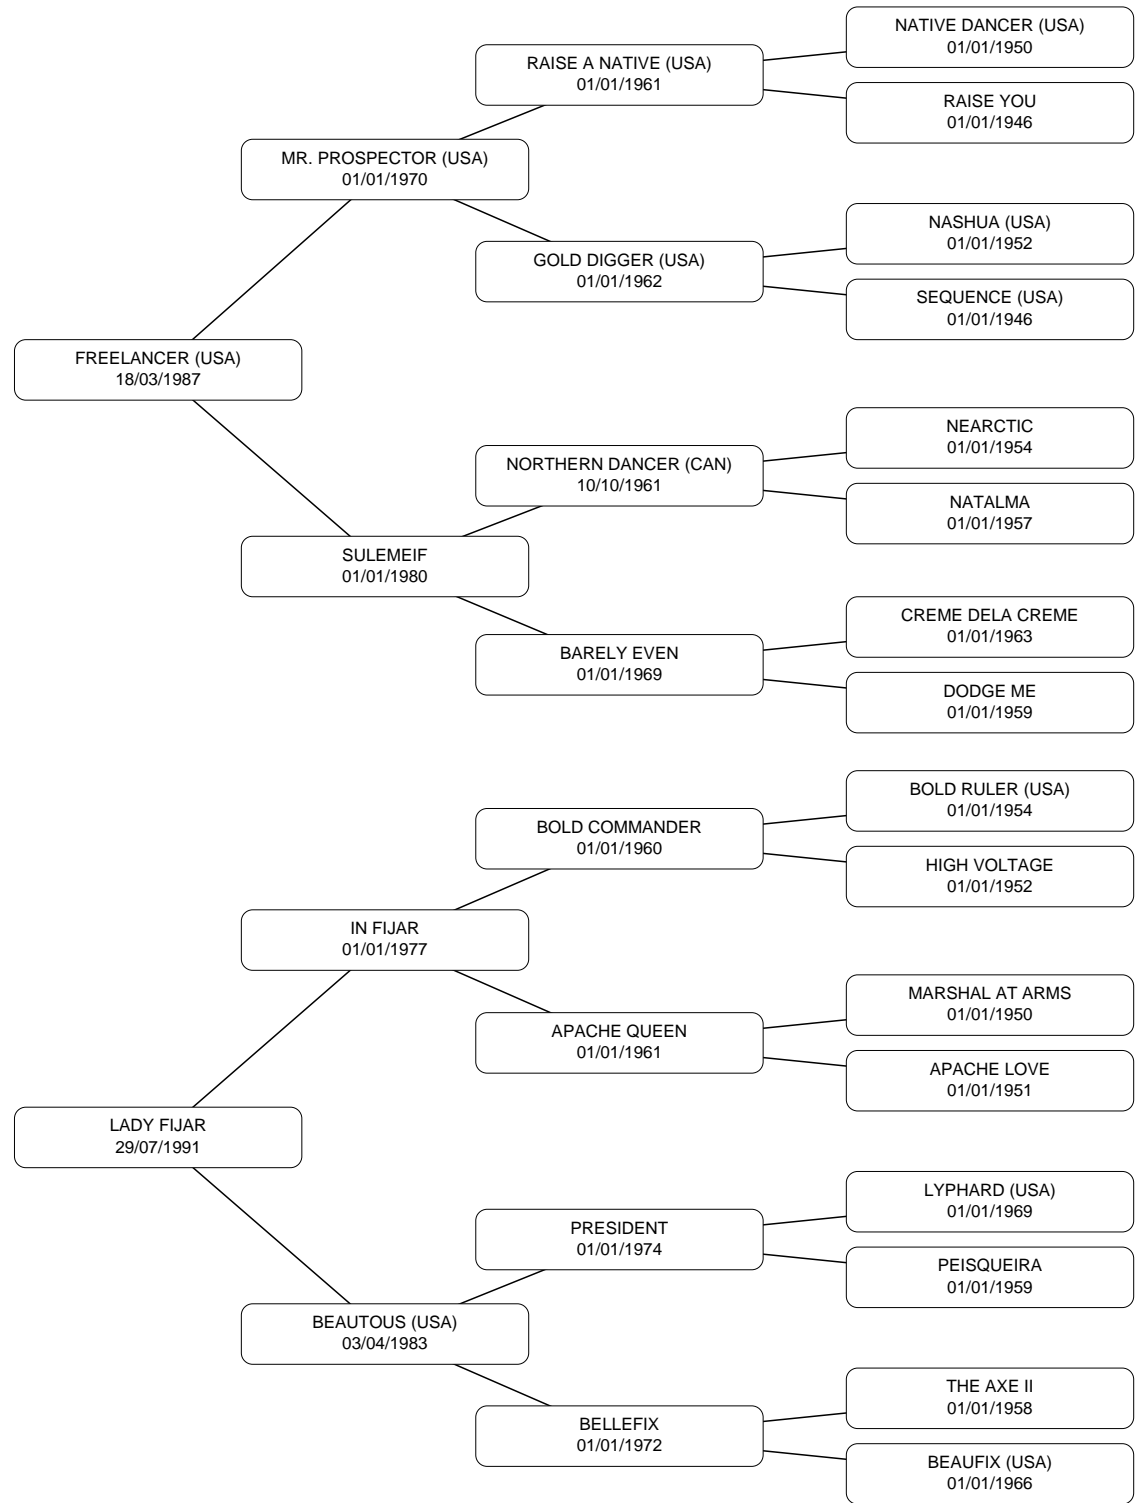 NATIVE DANCER (USA)
01/01/1950
RAISE A NATIVE (USA)
01/01/1961
RAISE YOU
01/01/1946
MR. PROSPECTOR (USA)
01/01/1970
NASHUA (USA)
01/01/1952
GOLD DIGGER (USA)
01/01/1962
SEQUENCE (USA)
01/01/1946
FREELANCER (USA)
18/03/1987
NEARCTIC
01/01/1954
NORTHERN DANCER (CAN)
10/10/1961
NATALMA
01/01/1957
SULEMEIF
01/01/1980
CREME DELA CREME
01/01/1963
BARELY EVEN
01/01/1969
DODGE ME
01/01/1959
BOLD RULER (USA)
01/01/1954
BOLD COMMANDER
01/01/1960
HIGH VOLTAGE
01/01/1952
IN FIJAR
01/01/1977
MARSHAL AT ARMS
01/01/1950
APACHE QUEEN
01/01/1961
APACHE LOVE
01/01/1951
LADY FIJAR
29/07/1991
LYPHARD (USA)
01/01/1969
PRESIDENT
01/01/1974
PEISQUEIRA
01/01/1959
BEAUTOUS (USA)
03/04/1983
THE AXE II
01/01/1958
BELLEFIX
01/01/1972
BEAUFIX (USA)
01/01/1966